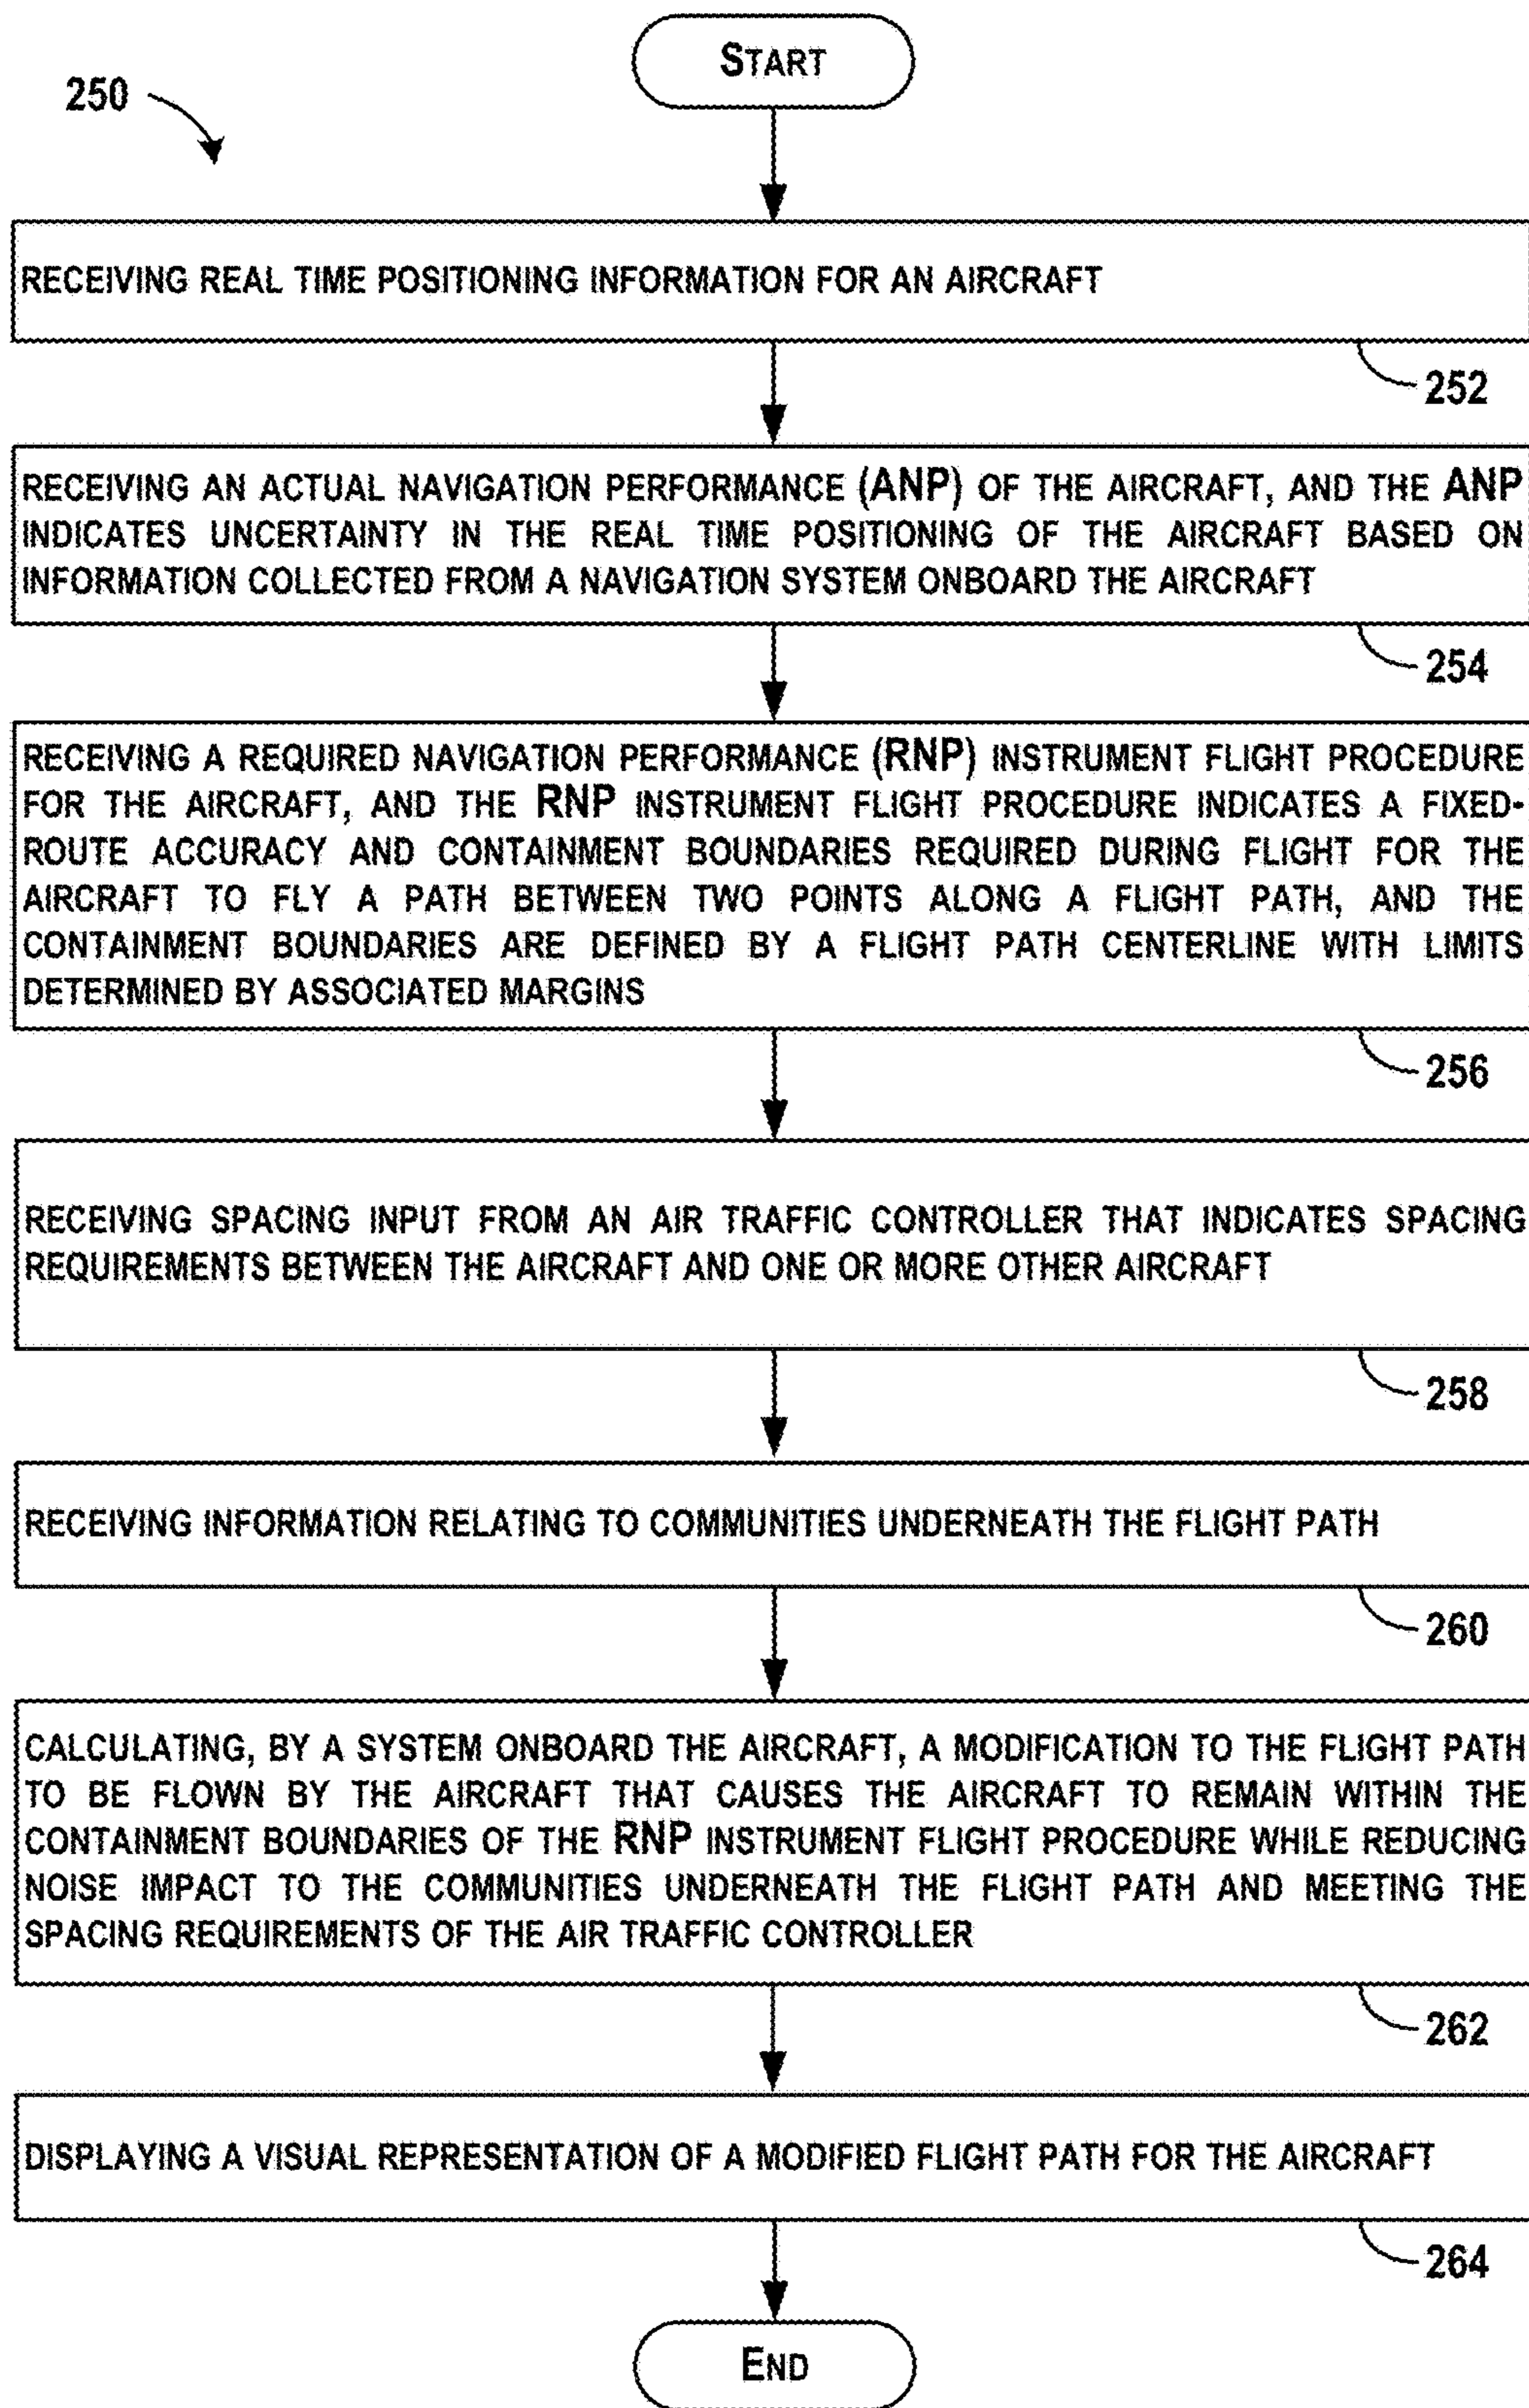 START
250
RECEIVING REAL TIME POSITIONING INFORMATION FOR AN AIRCRAFT
252
RECEIVING AN ACTUAL NAVIGATION PERFORMANCE (ANP) OF THE AIRCRAFT, AND THE ANP
INDICATES UNCERTAINTY IN THE REAL TIME POSITIONING OF THE AIRCRAFT BASED ON
INFORMATION COLLECTED FROM A NAVIGATION SYSTEM ONBOARD THE AIRCRAFT
254
RECEIVING A REQUIRED NAVIGATION PERFORMANCE (RNP) INSTRUMENT FLIGHT PROCEDURE
FOR THE AIRCRAFT, AND THE RNP INSTRUMENT FLIGHT PROCEDURE INDICATES A FIXED-
ROUTE ACCURACY AND CONTAINMENT BOUNDARIES REQUIRED DURING FLIGHT FOR THE
AIRCRAFT TO FLY A PATH BETWEEN TWO POINTS ALONG A FLIGHT PATH, AND THE
CONTAINMENT BOUNDARIES ARE DEFINED BY A FLIGHT PATH CENTERLINE WITH LIMITS
DETERMINED BY ASSOCIATED MARGINS
256
RECEIVING SPACING INPUT FROM AN AIR TRAFFIC CONTROLLER THAT INDICATES SPACING
REQUIREMENTS BETWEEN THE AIRCRAFT AND ONE OR MORE OTHER AIRCRAFT
258
RECEIVING INFORMATION RELATING TO COMMUNITIES UNDERNEATH THE FLIGHT PATH
260
CALCULATING, BY A SYSTEM ONBOARD THE AIRCRAFT, A MODIFICATION TO THE FLIGHT PATH
TO BE FLOWN BY THE AIRCRAFT THAT CAUSES THE AIRCRAFT TO REMAIN WITHIN THE
CONTAINMENT BOUNDARIES OF THE RNP INSTRUMENT FLIGHT PROCEDURE WHILE REDUCING
NOISE IMPACT TO THE COMMUNITIES UNDERNEATH THE FLIGHT PATH AND MEETING THE
SPACING REQUIREMENTS OF THE AIR TRAFFIC CONTROLLER
262
DISPLAYING A VISUAL REPRESENTATION OF A MODIFIED FLIGHT PATH FOR THE AIRCRAFT
264
END